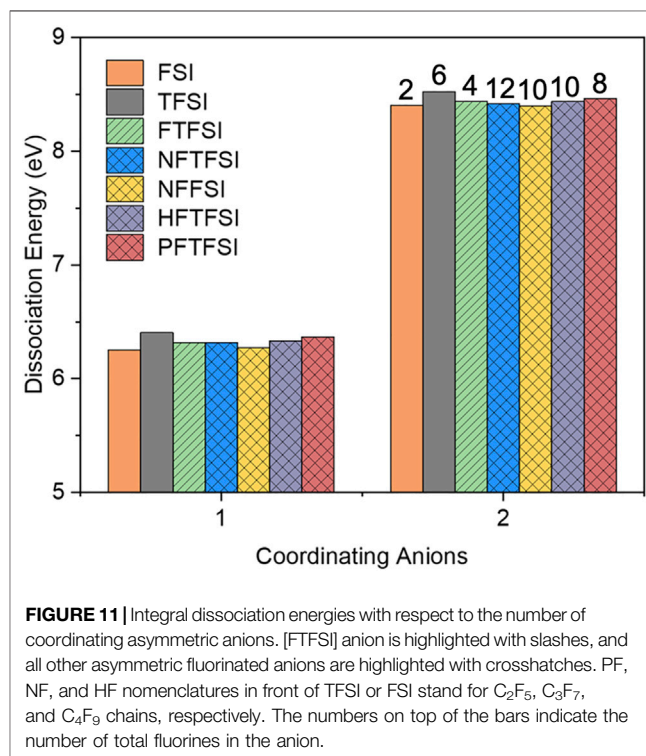 9
8
7
6
5
Dissociation Energy (eV)
FSI
TFSI
FTFSI
NFTFSI
NFFSI
HFTFSI
PFTFSI
2 6 4 12 10 10 8
1 2
Coordinating Anions
FIGURE 11 | Integral dissociation energies with respect to the number of
coordinating asymmetric anions. [FTFSI] anion is highlighted with slashes, and
all other asymmetric fluorinated anions are highlighted with crosshatches. PF,
NF, and HF nomenclatures in front of TFSI or FSI stand for C₂F₅, C₃F₇,
and C₄F₉ chains, respectively. The numbers on top of the bars indicate the
number of total fluorines in the anion.